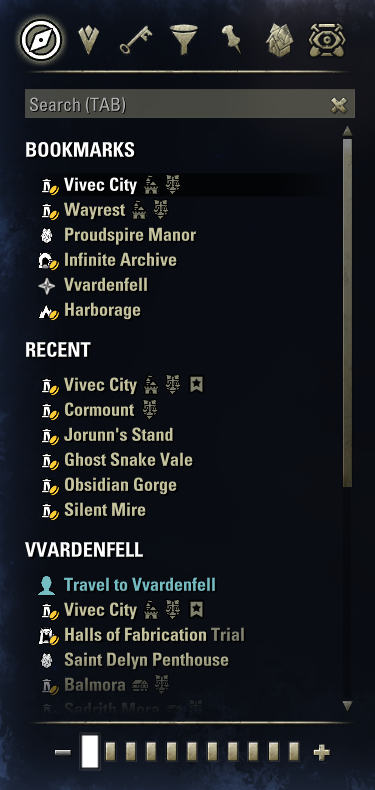 Search (TAB)
BOOKMARKS
Vivec City
Wayrest
Proudspire Manor
Infinite Archive
Vvardenfell
Harborage
RECENT
Vivec City
Cormount
Jorunn's Stand
Ghost Snake Vale
Obsidian Gorge
Silent Mire
VVARDENFELL
Travel to Vvardenfell
Vivec City
Halls of Fabrication Trial
Saint Delyn Penthouse
Balmora
Sedrith Mora